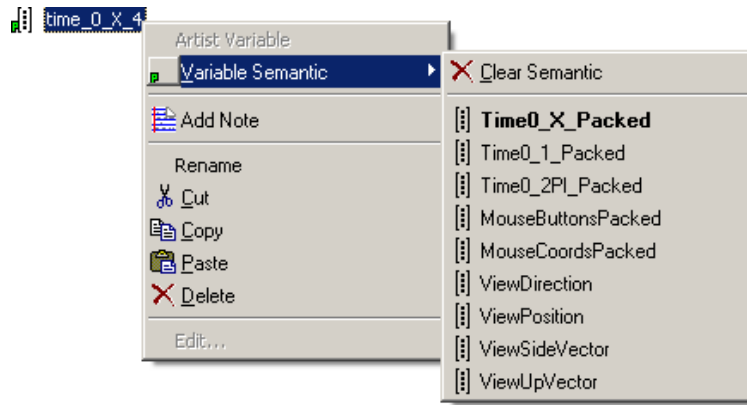 time_0_X_4
Artist Variable
Variable Semantic
Add Note
Rename
Cut
Copy
Paste
Delete
Edit...
Clear Semantic
Time0_X_Packed
Time0_1_Packed
Time0_2PI_Packed
MouseButtonsPacked
MouseCoordsPacked
ViewDirection
ViewPosition
ViewSideVector
ViewUpVector